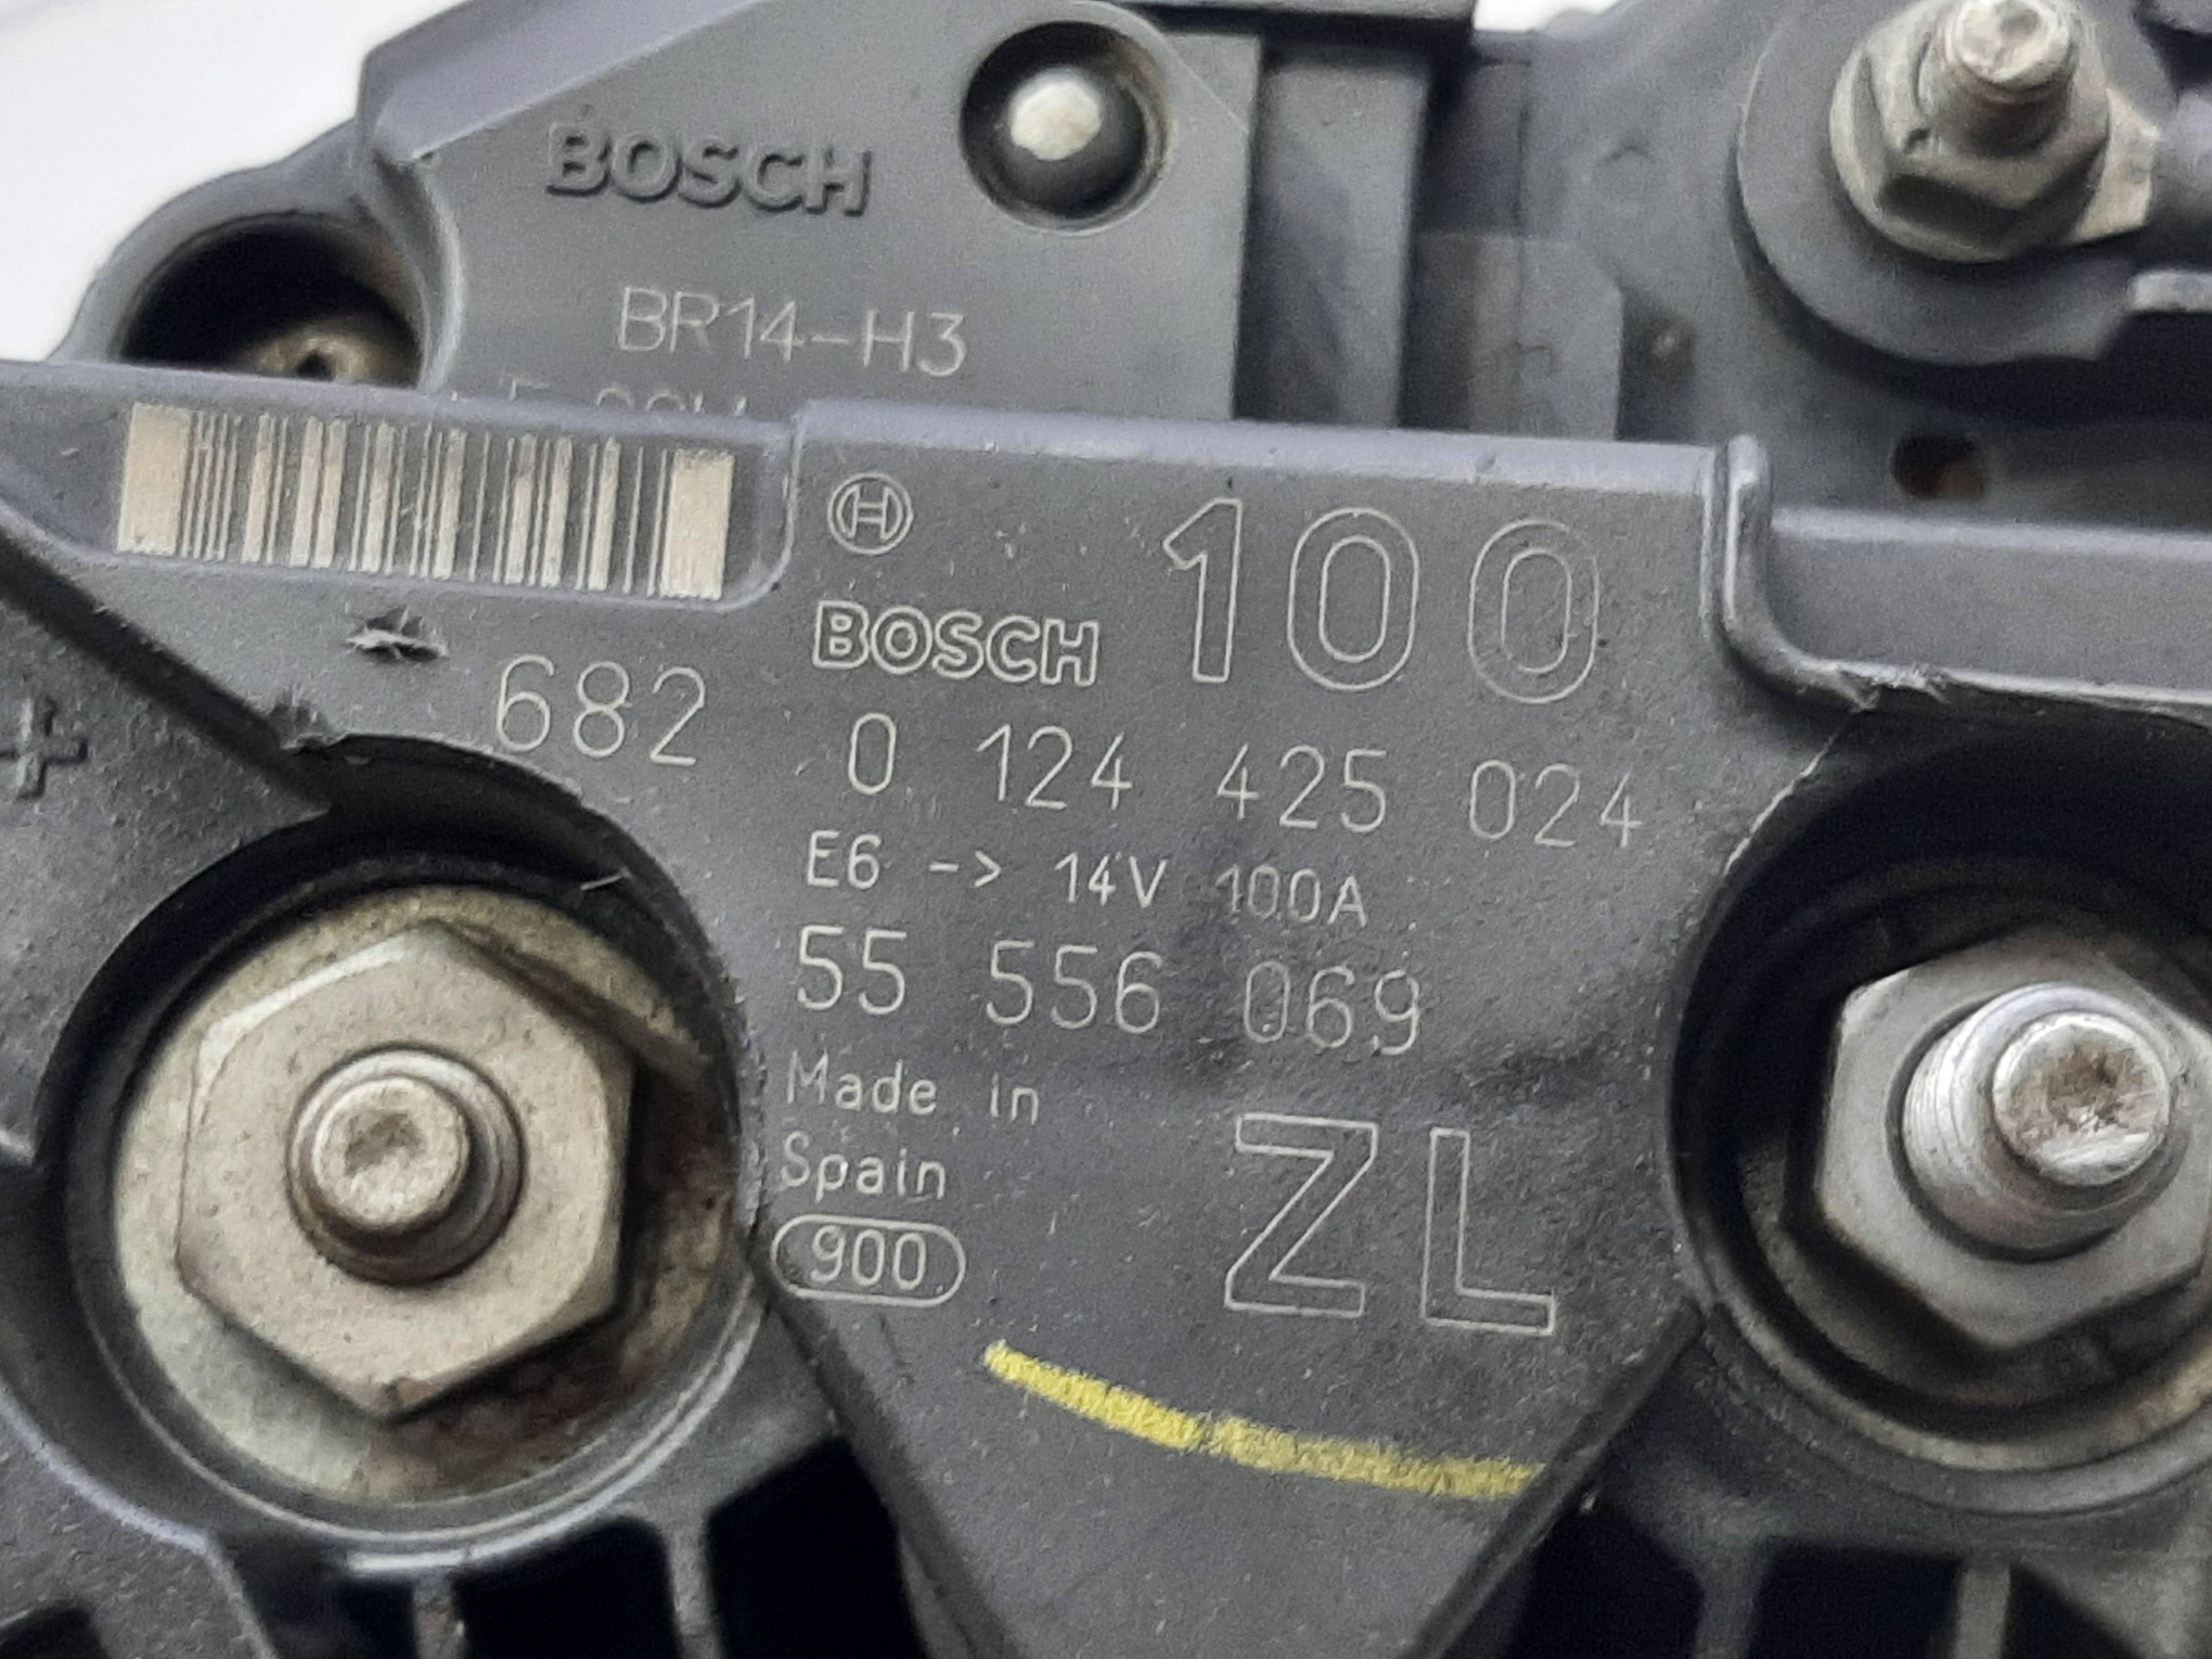 BOSCH
BR14-H3
100
BOSCH
682
0 124 425 024
E6 -> 14V 100A
55 556 069
Made in
Spain
900
ZL
+